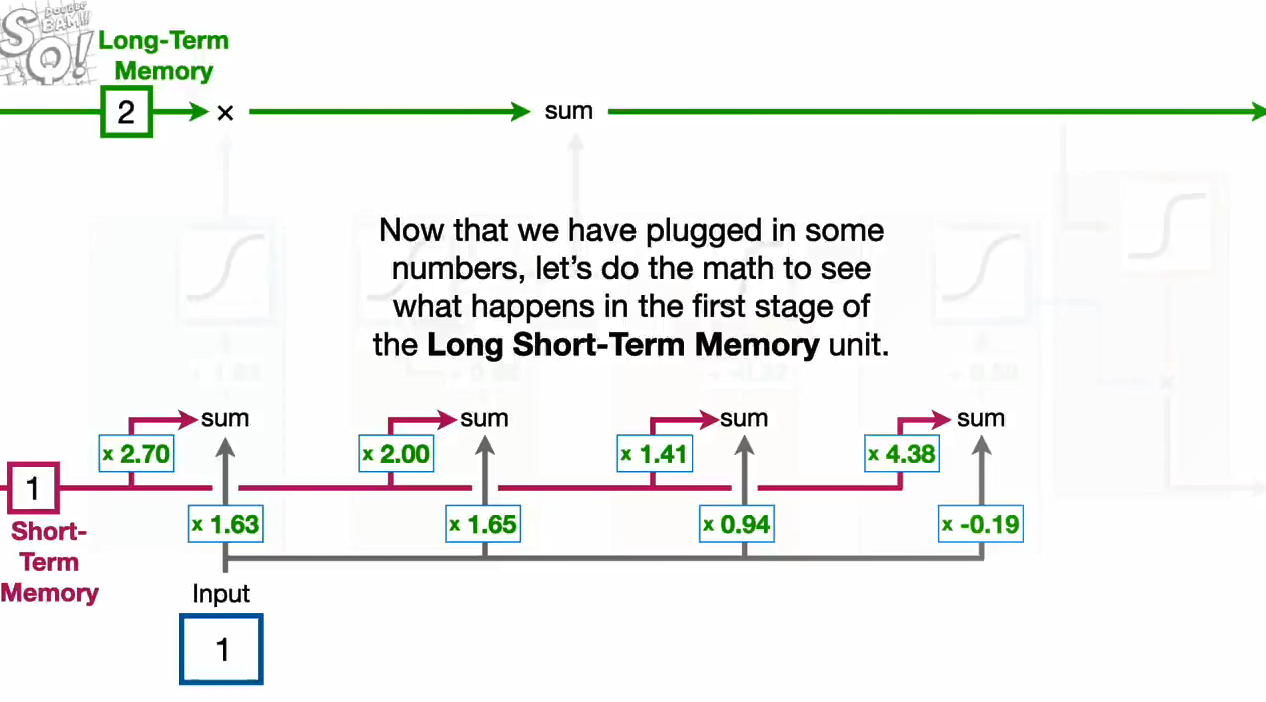 DOUBLE
BAM!!
SQ!
Long-Term
Memory
2
×
sum
Now that we have plugged in some
numbers, let’s do the math to see
what happens in the first stage of
the Long Short-Term Memory unit.
sum
sum
sum
sum
x 2.70
x 2.00
x 1.41
x 4.38
1
x 1.63
x 1.65
x 0.94
x -0.19
Short-
Term
Memory
Input
1